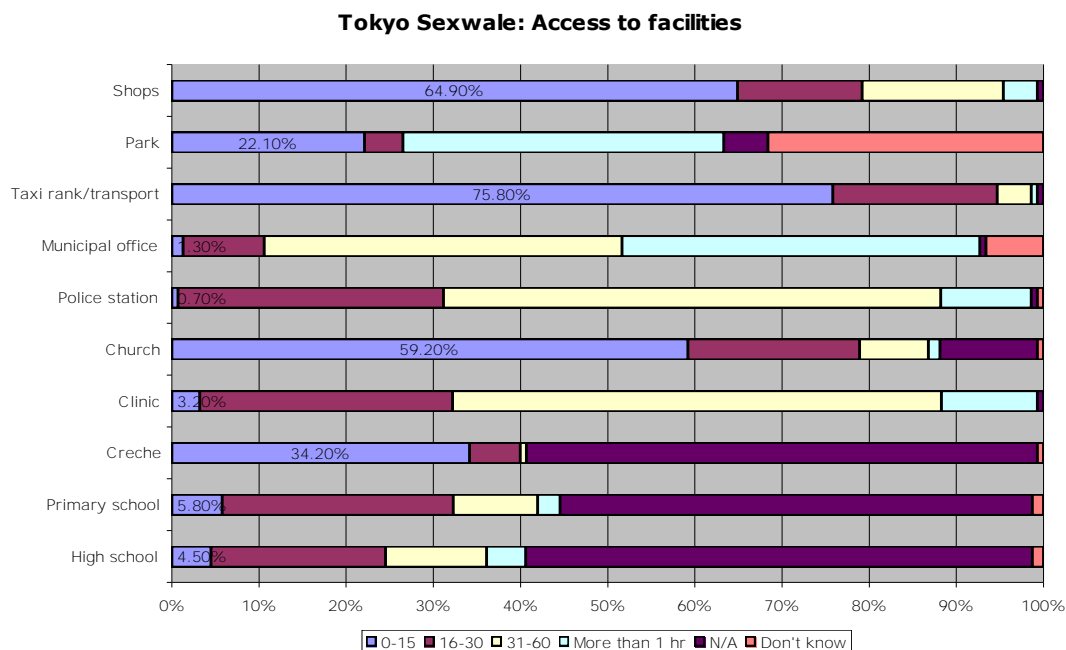 Tokyo Sexwale: Access to facilities
Shops
64.90%
Park
22.10%
Taxi rank/transport
75.80%
Municipal office
1.30%
Police station
0.70%
Church
59.20%
Clinic
3.20%
Creche
34.20%
Primary school
5.80%
High school
4.50%
0% 10% 20% 30% 40% 50% 60% 70% 80% 90% 100%
0-15 16-30 31-60 More than 1 hr N/A Don't know